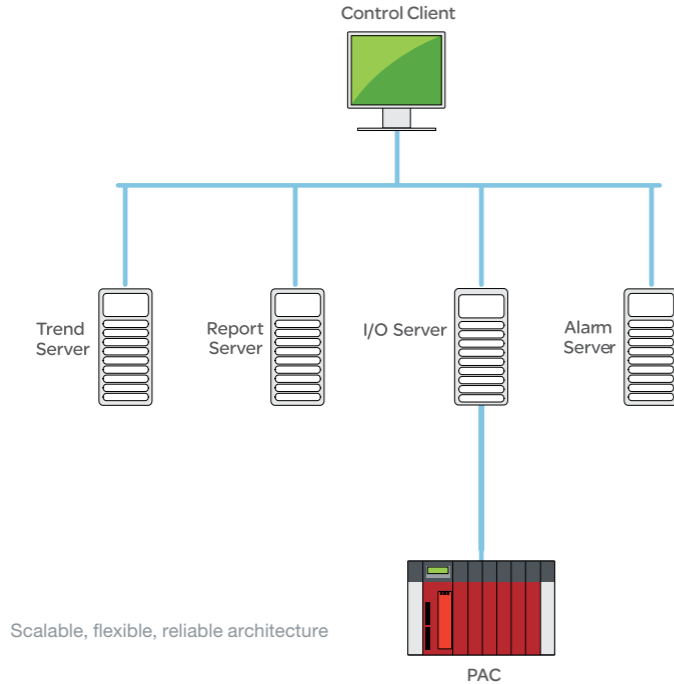 Control Client
Trend
Server
Report
Server
I/O Server
Alarm
Server
Scalable, flexible, reliable architecture
PAC